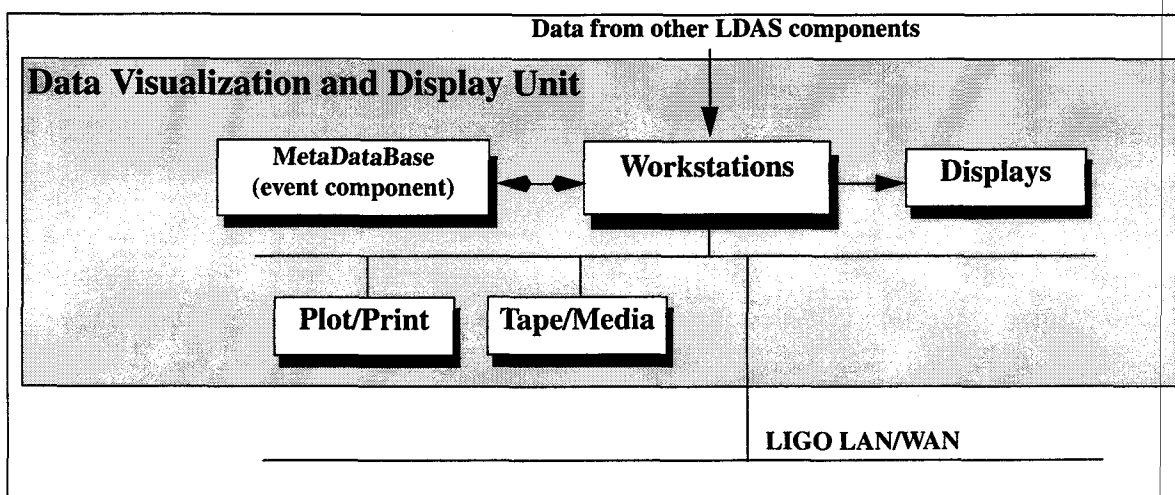 Data from other LDAS components
Data Visualization and Display Unit
MetaDataBase
(event component)
Workstations
Displays
Plot/Print
Tape/Media
LIGO LAN/WAN